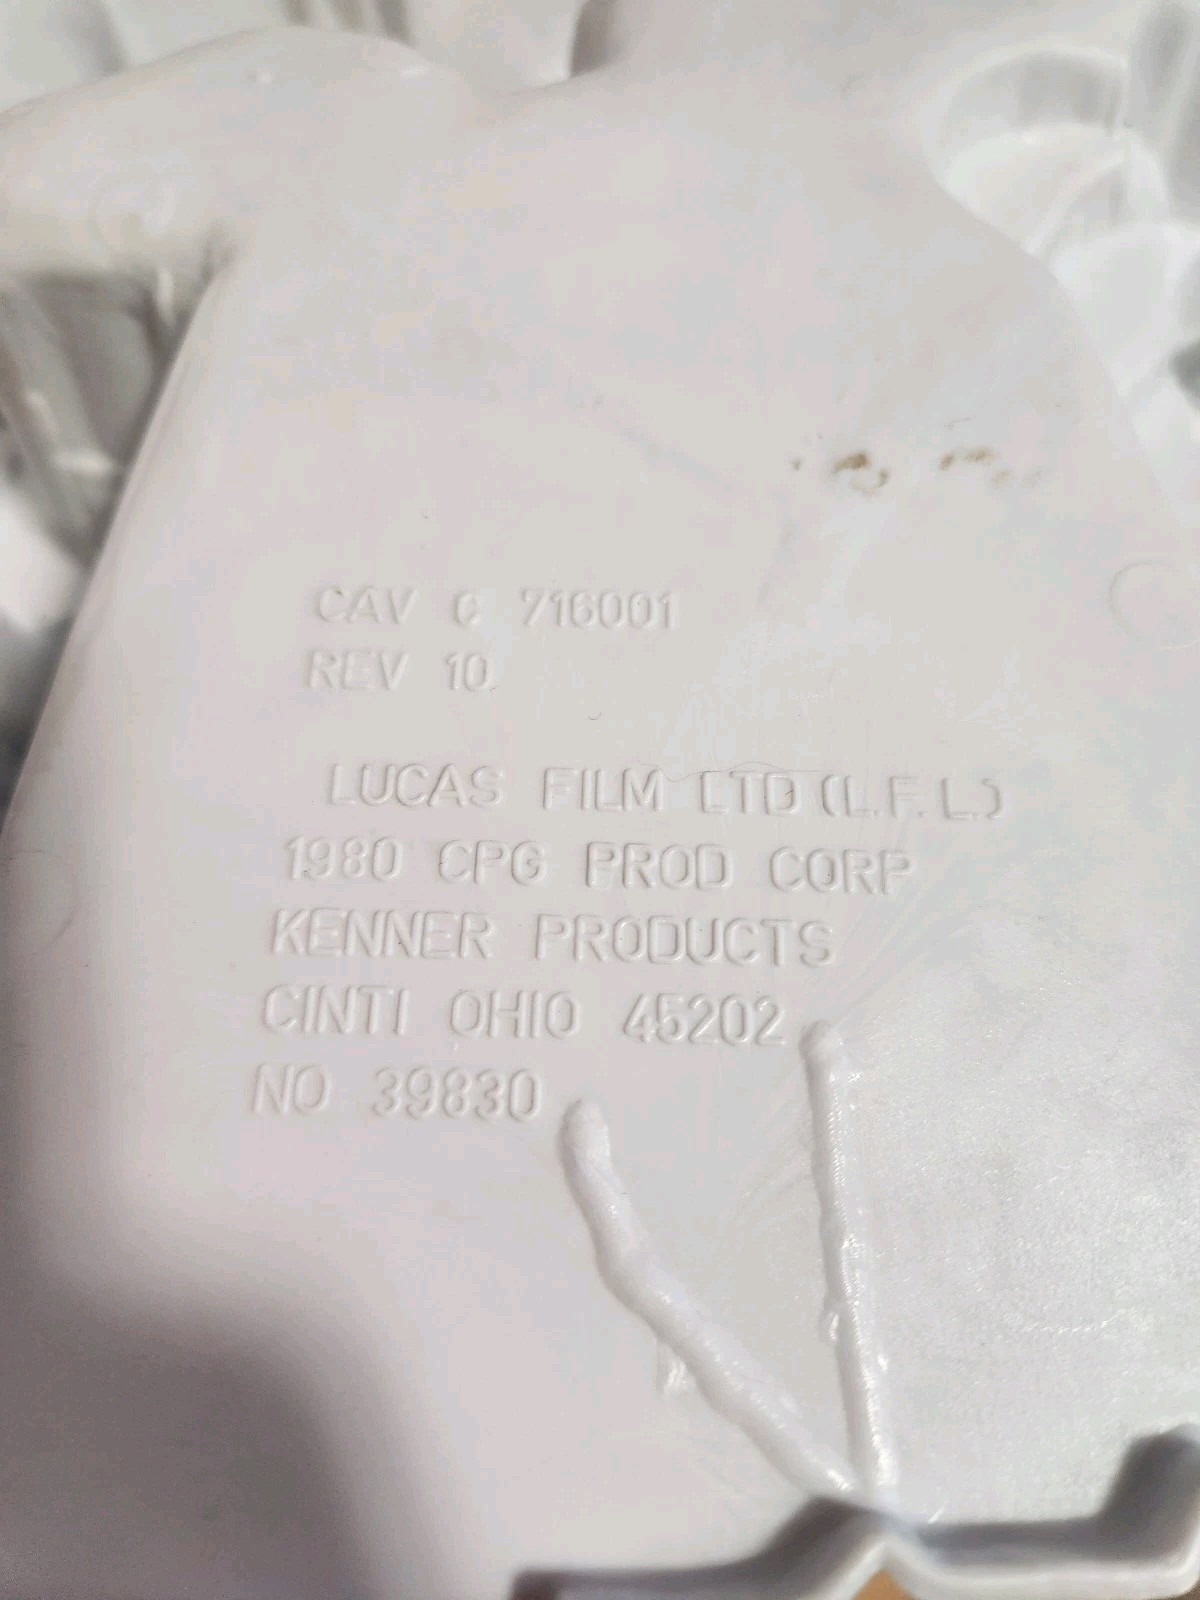 CAV C 716001
REV 10
LUCAS FILM LTD (L.F.L.)
1980 CPG PROD CORP
KENNER PRODUCTS
CINTI OHIO 45202
NO 39830